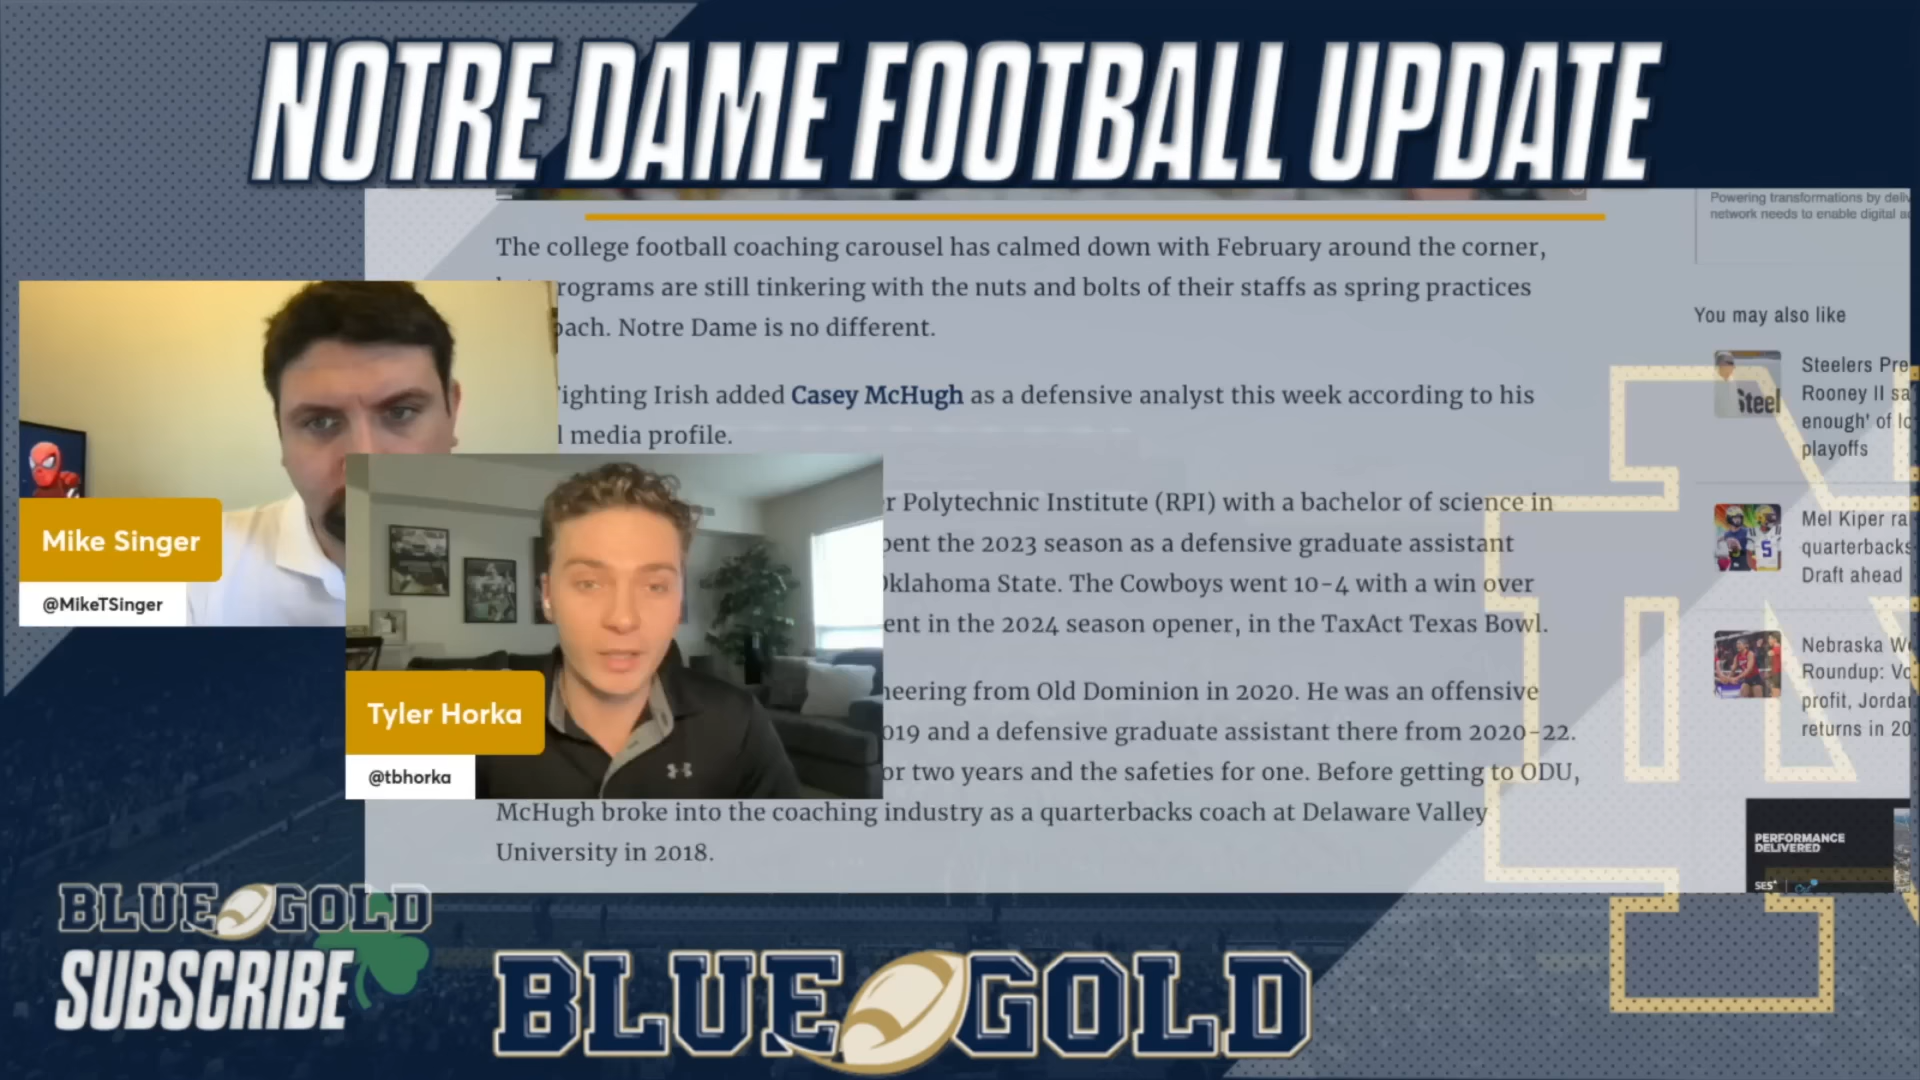 NOTRE DAME FOOTBALL UPDATE
The college football coaching carousel has calmed down with February around the corner,
rograms are still tinkering with the nuts and bolts of their staffs as spring practices
oach. Notre Dame is no different.
ighting Irish added Casey McHugh as a defensive analyst this week according to his
l media profile.
r Polytechnic Institute (RPI) with a bachelor of science in
pent the 2023 season as a defensive graduate assistant
Oklahoma State. The Cowboys went 10-4 with a win over
ent in the 2024 season opener, in the TaxAct Texas Bowl.
neering from Old Dominion in 2020. He was an offensive
019 and a defensive graduate assistant there from 2020-22.
or two years and the safeties for one. Before getting to ODU,
McHugh broke into the coaching industry as a quarterbacks coach at Delaware Valley
University in 2018.
Powering transformations by deliv
network needs to enable digital a
You may also like
Steelers Pre
Rooney II sa
enough' of lo
playoffs
Steel
Mel Kiper ra
quarterbacks
Draft ahead
5
Nebraska W
Roundup: Vo
profit, Jorda
returns in 20
PERFORMANCE
DELIVERED
SES
Mike Singer
@MikeTSinger
Tyler Horka
@tbhorka
BLUE GOLD
SUBSCRIBE
BLUE GOLD